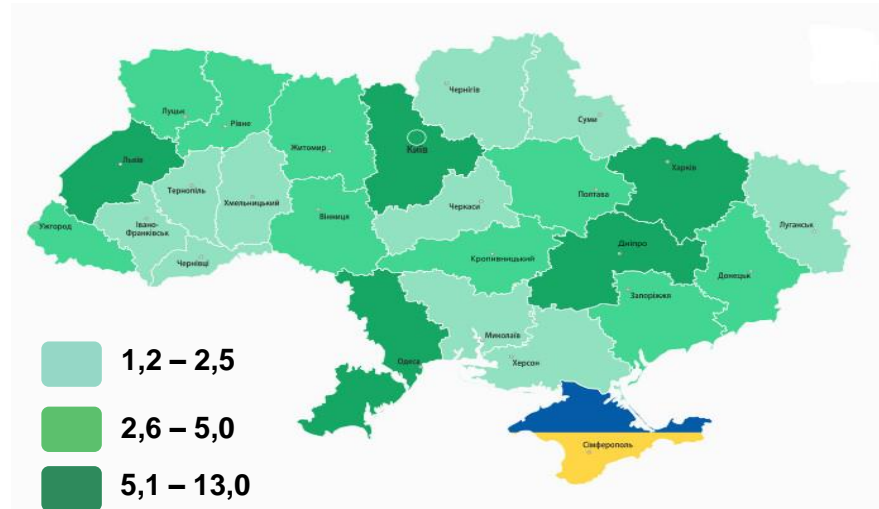 Чернігів
Суми
Луцьк
Рівне
Житомир
Київ
Львів
Харків
Тернопіль
Хмельницький
Полтава
Вінниця
Черкаси
Луганськ
Ужгород
Івано-
Франківськ
Чернівці
Дніпро
Кропивницький
Донецьк
Запоріжжя
Миколаїв
Одеса
Херсон
Сімферополь
1,2 – 2,5
2,6 – 5,0
5,1 – 13,0